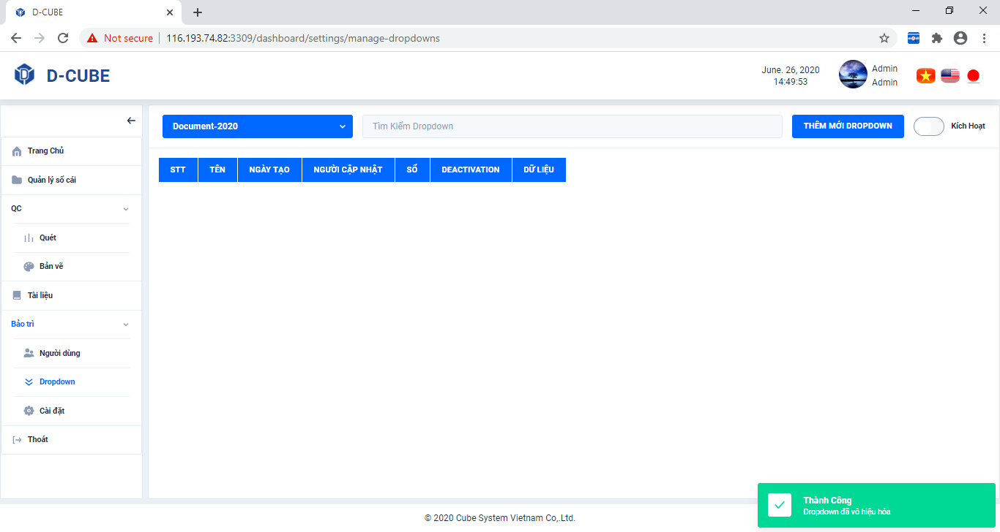 D-CUBE
Not secure
116.193.74.82:3309/dashboard/settings/manage-dropdowns
D-CUBE
June. 26, 2020
14:49:53
Admin
Admin
Document-2020
Tìm Kiếm Dropdown
THÊM MỚI DROPDOWN
Kích Hoạt
Trang Chủ
Quản lý sổ cái
QC
Quét
Bản vẽ
Tài liệu
Bảo trì
Người dùng
Dropdown
Cài đặt
Thoát
STT TÊN NGÀY TẠO NGƯỜI CẬP NHẬT SỔ DEACTIVATION DỮ LIỆU
Thành Công
Dropdown đã vô hiệu hóa
© 2020 Cube System Vietnam Co,.Ltd.